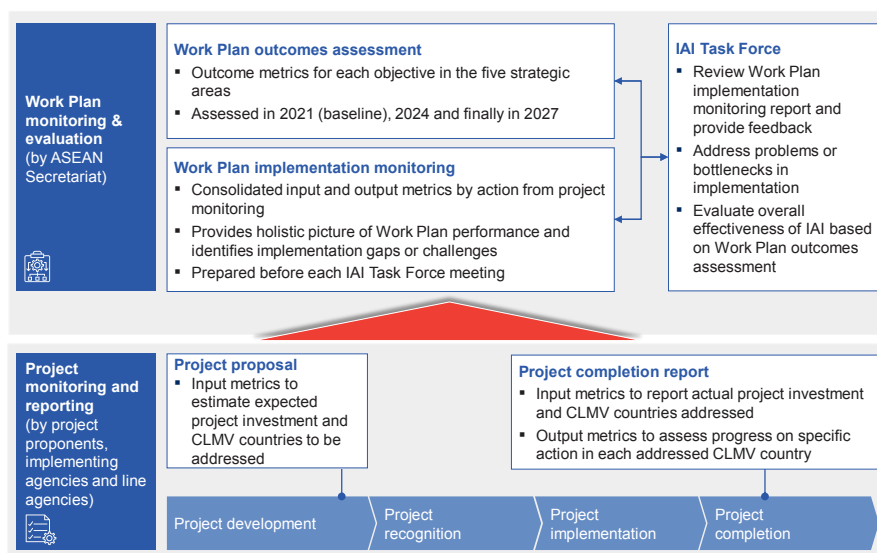 Work Plan
monitoring &
evaluation
(by ASEAN
Secretariat)
Work Plan outcomes assessment
▪ Outcome metrics for each objective in the five strategic
areas
▪ Assessed in 2021 (baseline), 2024 and finally in 2027
Work Plan implementation monitoring
▪ Consolidated input and output metrics by action from project
monitoring
▪ Provides holistic picture of Work Plan performance and
identifies implementation gaps or challenges
▪ Prepared before each IAI Task Force meeting
IAI Task Force
▪ Review Work Plan
implementation
monitoring report and
provide feedback
▪ Address problems or
bottlenecks in
implementation
▪ Evaluate overall
effectiveness of IAI based
on Work Plan outcomes
assessment
Project
monitoring and
reporting
(by project
proponents,
implementing
agencies and line
agencies)
Project proposal
▪ Input metrics to
estimate expected
project investment and
CLMV countries to be
addressed
Project completion report
▪ Input metrics to report actual project investment
and CLMV countries addressed
▪ Output metrics to assess progress on specific
action in each addressed CLMV country
Project development
Project
recognition
Project
implementation
Project
completion